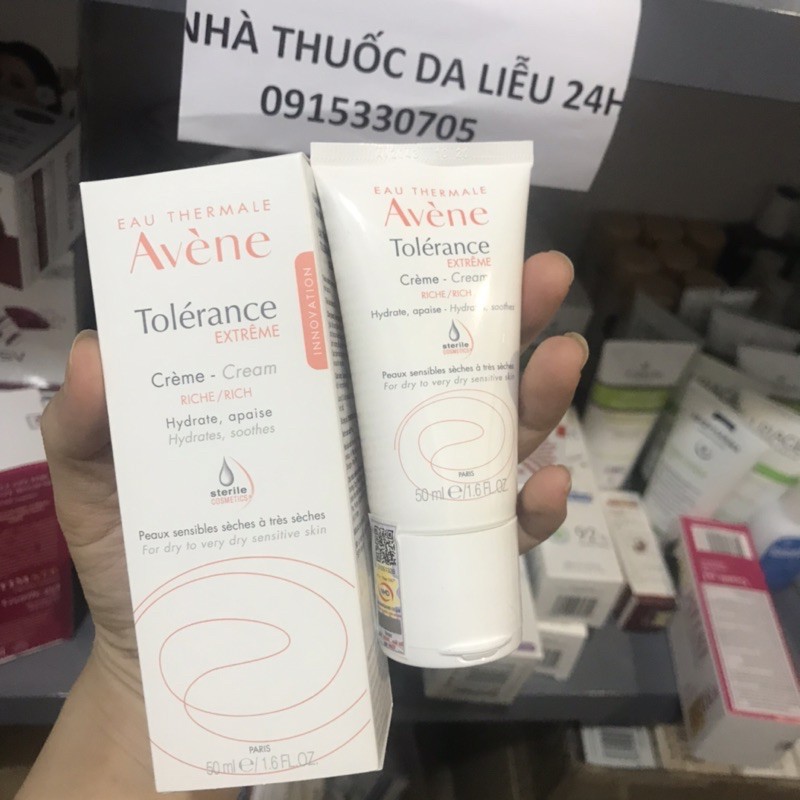 NHÀ THUỐC DA LIỄU 24H
0915330705
EAU THERMALE
Avène
Tolérance
EXTRÊME
Crème - Cream
RICHE/RICH
Hydrate, apaise
Hydrates, soothes
sterile
COSMETICS
Peaux sensibles sèches à très sèches
For dry to very dry sensitive skin
PARIS
50 ml e/1.6 FL.OZ
INNOVATION
EAU THERMALE
Avène
Tolérance
EXTRÊME
Crème - Cream
RICHE/RICH
Hydrate, apaise - Hydrates, soothes
sterile
COSMETICS
Peaux sensibles sèches à très sèches
For dry to very dry sensitive skin
PARIS
50 ml e/1.6 FL.OZ